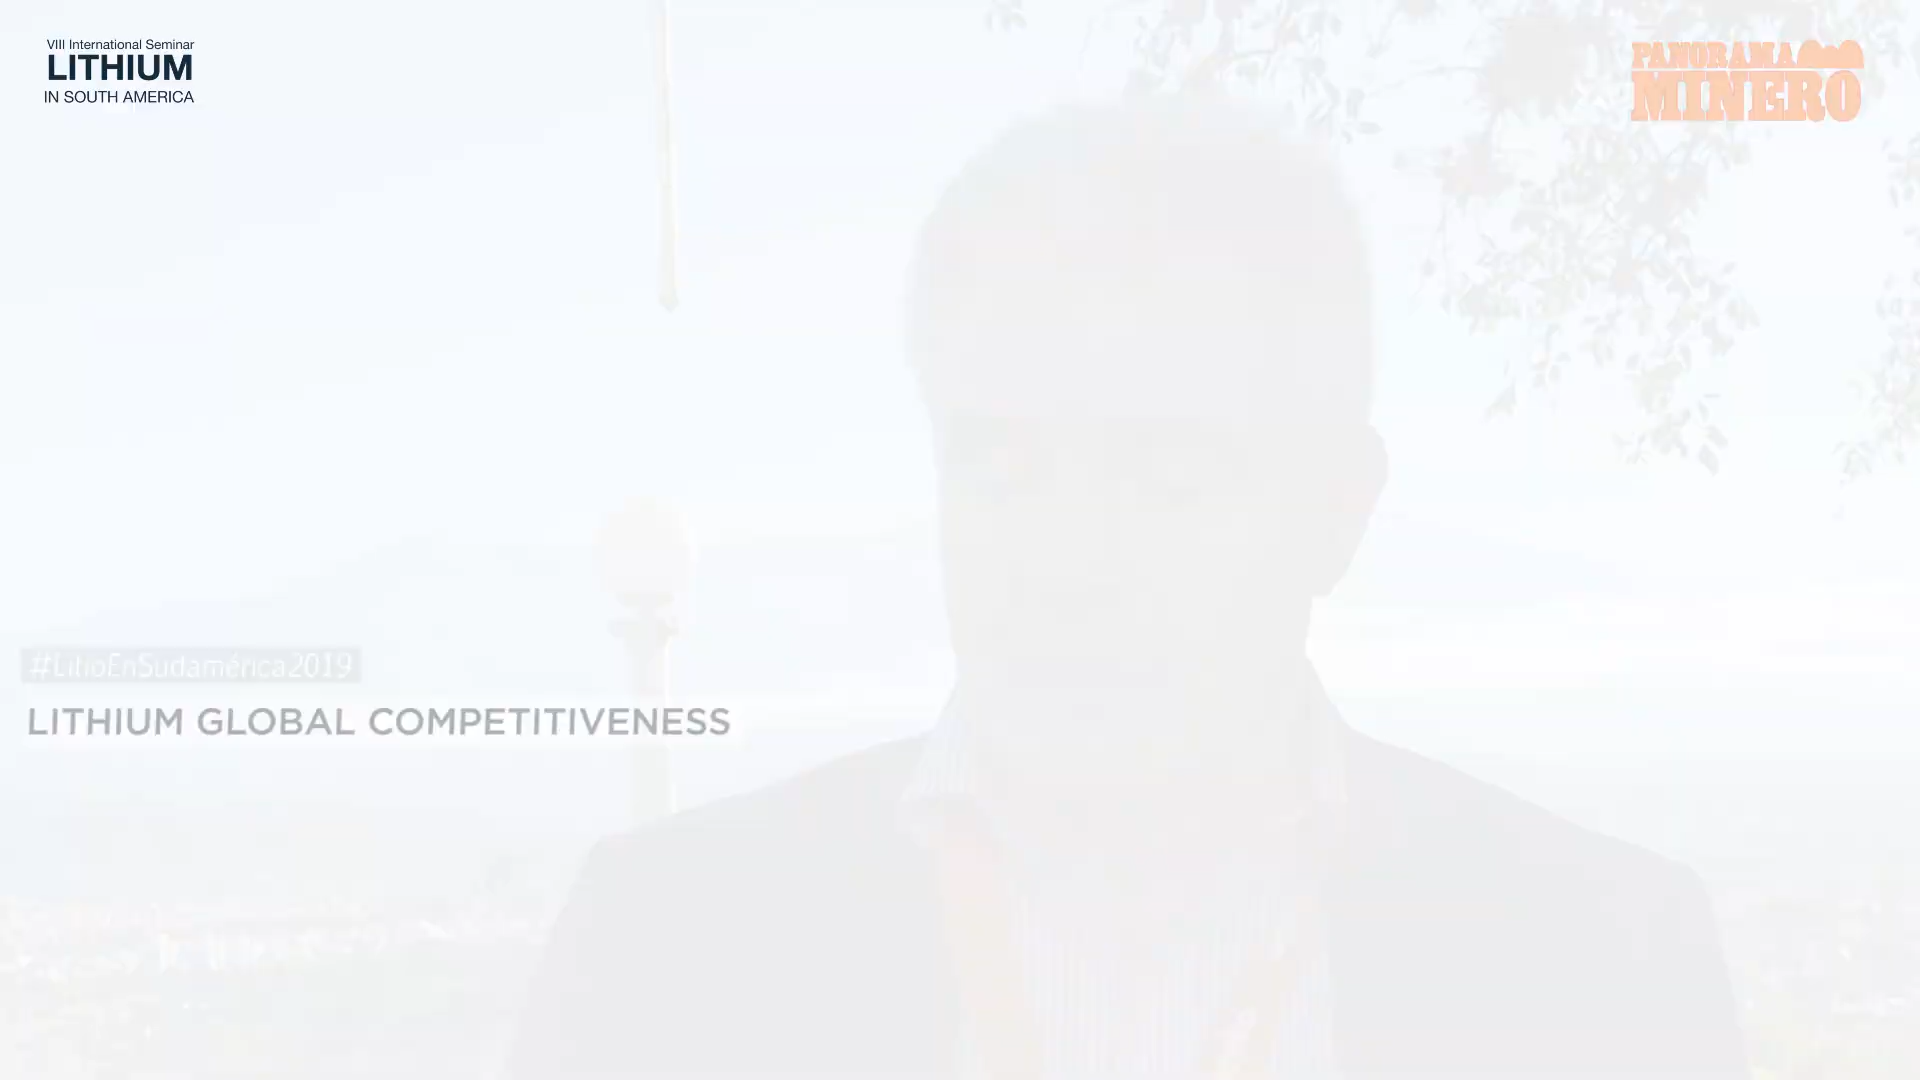 VIII International Seminar
LITHIUM
IN SOUTH AMERICA
PANORAMA
MINERO
#LitioEnSudamérica2019
LITHIUM GLOBAL COMPETITIVENESS